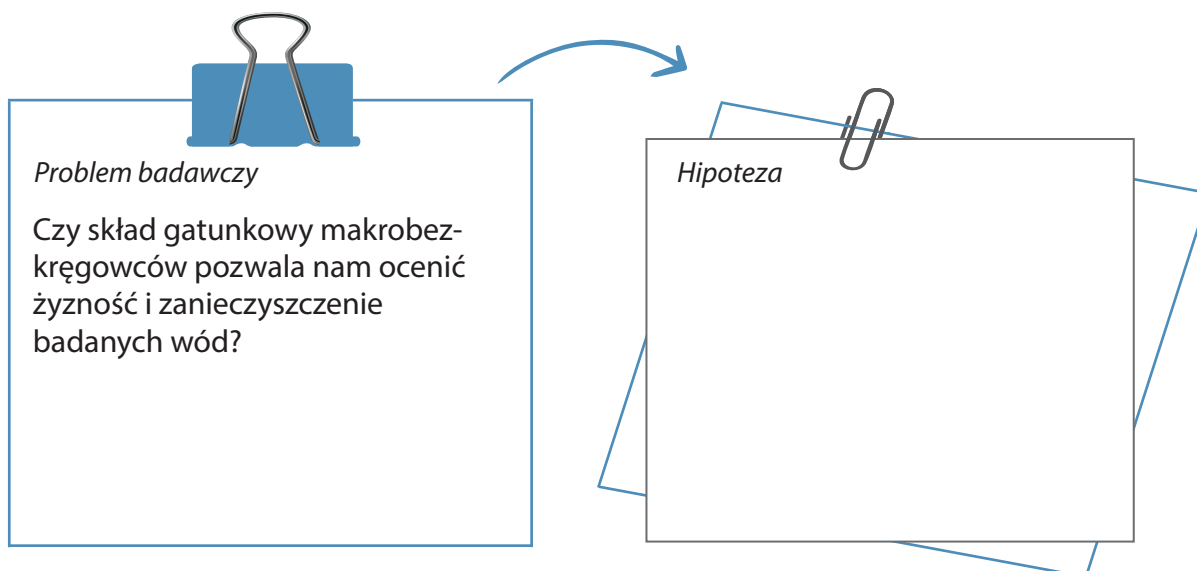 Problem badawczy
Czy skład gatunkowy makrobez-
kręgowców pozwala nam ocenić
żyzność i zanieczyszczenie
badanych wód?
Hipoteza